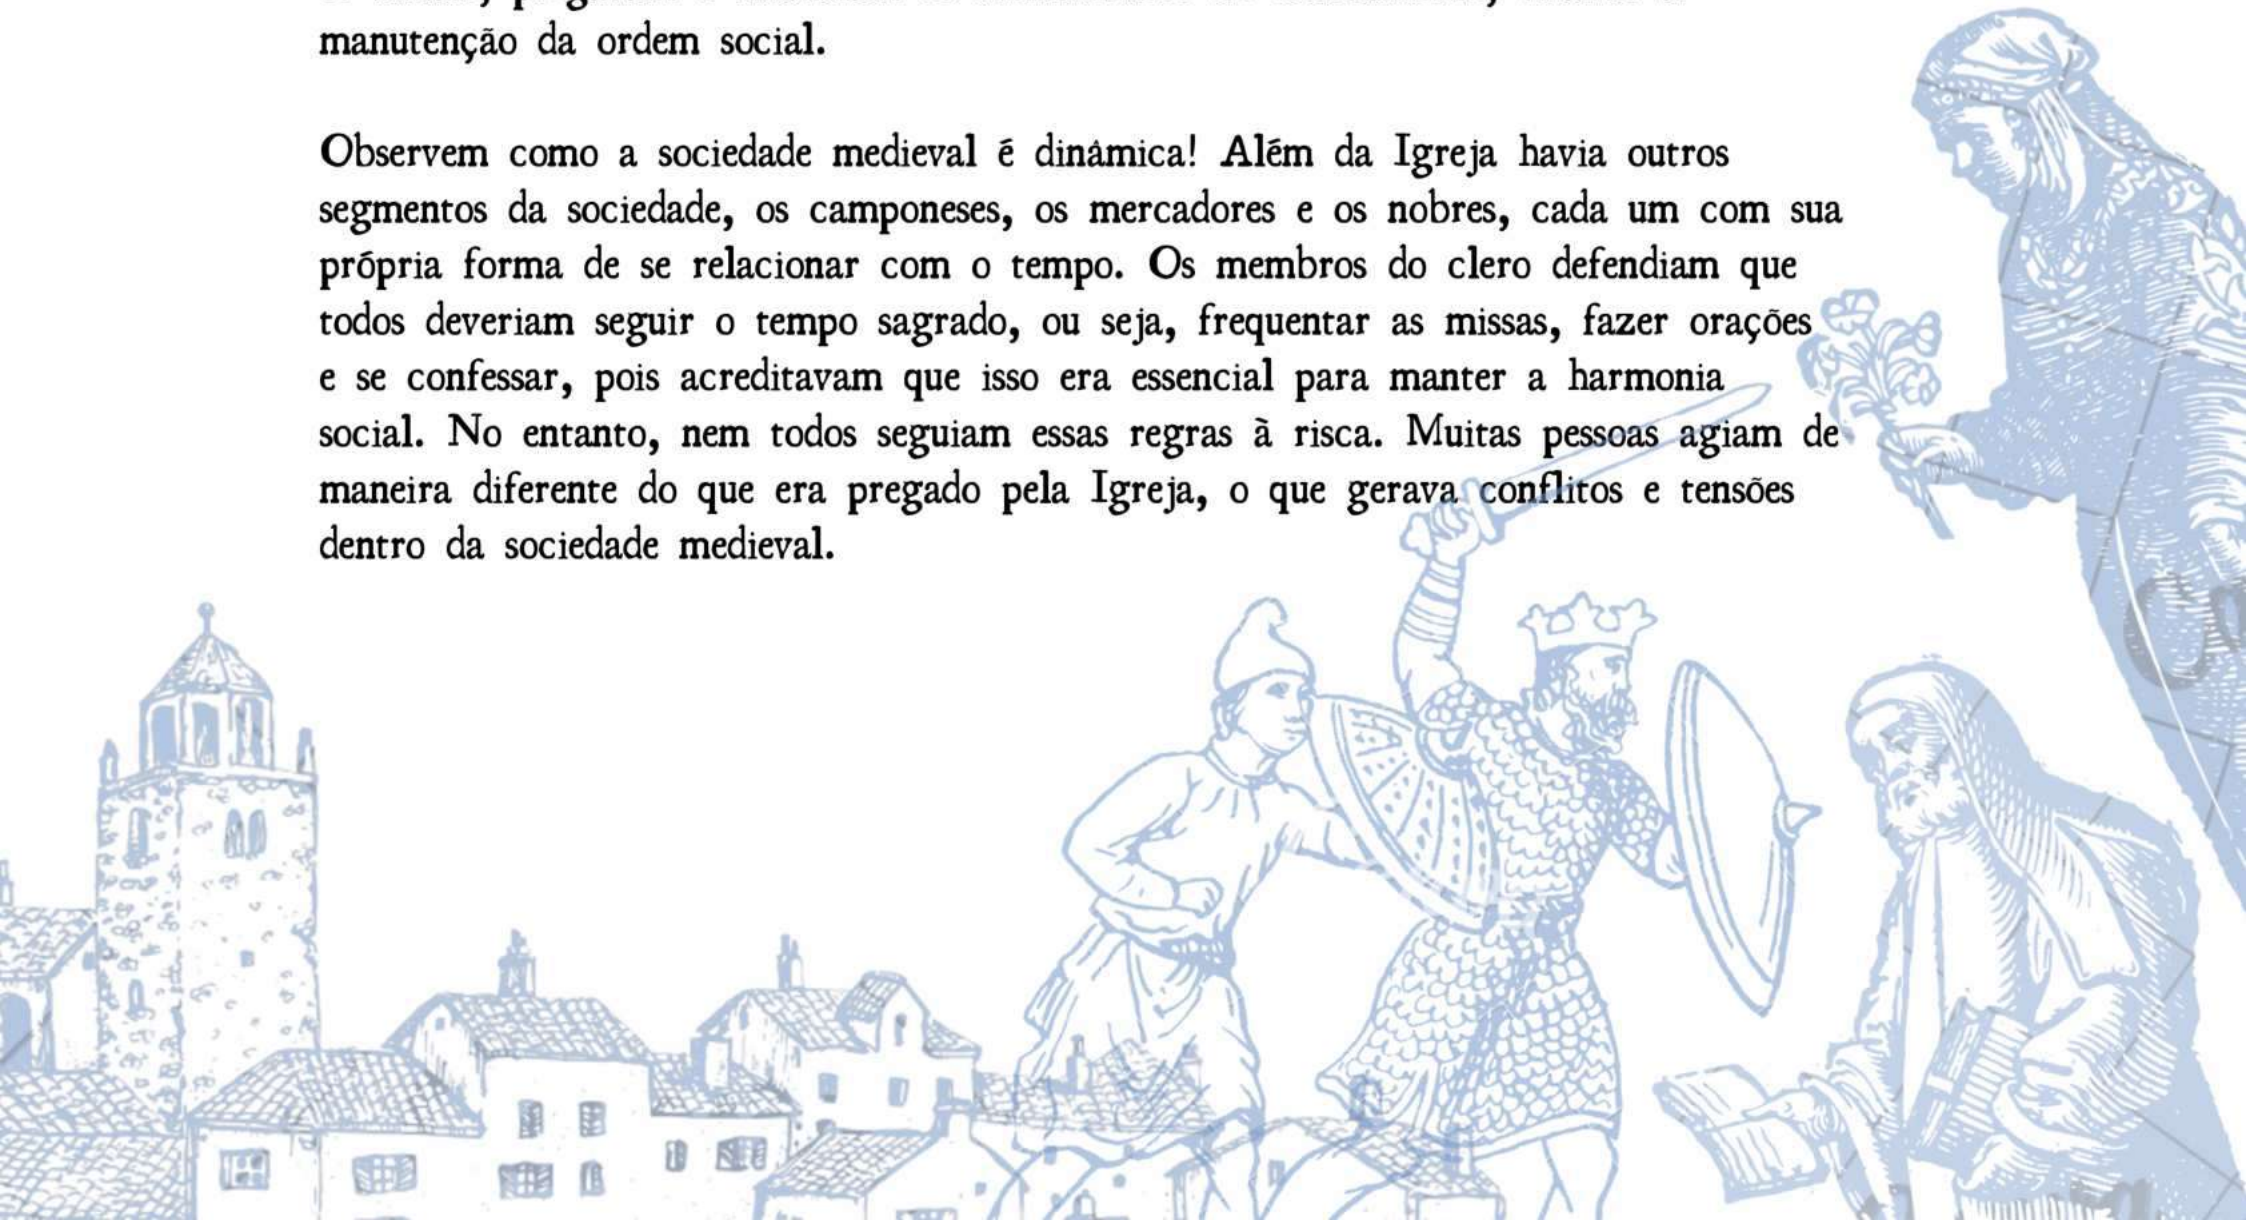 manutenção da ordem social.
Observem como a sociedade medieval é dinâmica! Além da Igreja havia outros
segmentos da sociedade, os camponeses, os mercadores e os nobres, cada um com sua
própria forma de se relacionar com o tempo. Os membros do clero defendiam que
todos deveriam seguir o tempo sagrado, ou seja, frequentar as missas, fazer orações
e se confessar, pois acreditavam que isso era essencial para manter a harmonia
social. No entanto, nem todos seguiam essas regras à risca. Muitas pessoas agiam de
maneira diferente do que era pregado pela Igreja, o que gerava conflitos e tensões
dentro da sociedade medieval.